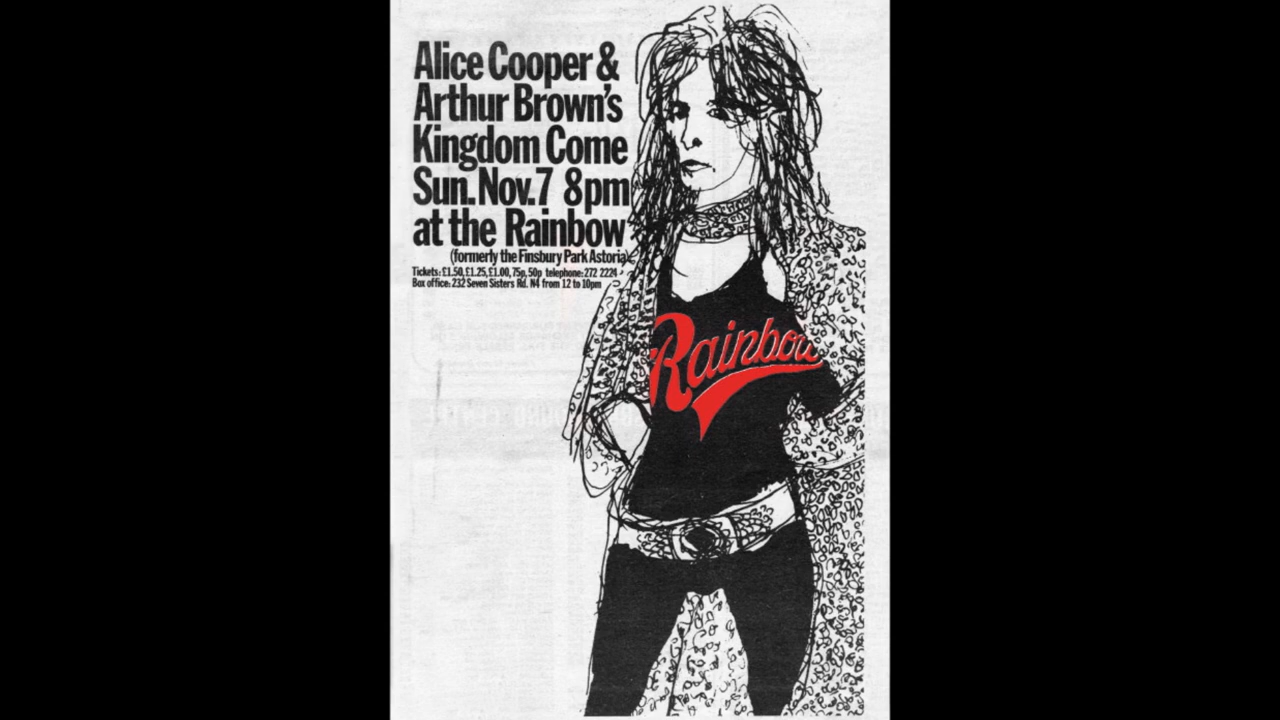 Alice Cooper &
Arthur Brown's
Kingdom Come
Sun. Nov. 7 8pm
at the Rainbow
(formerly the Finsbury Park Astoria)
Tickets: £1.50, £1.25, £1.00, 75p, 50p telephone: 272 2224
Box office: 232 Seven Sisters Rd. N4 from 12 to 10pm
Rainbow